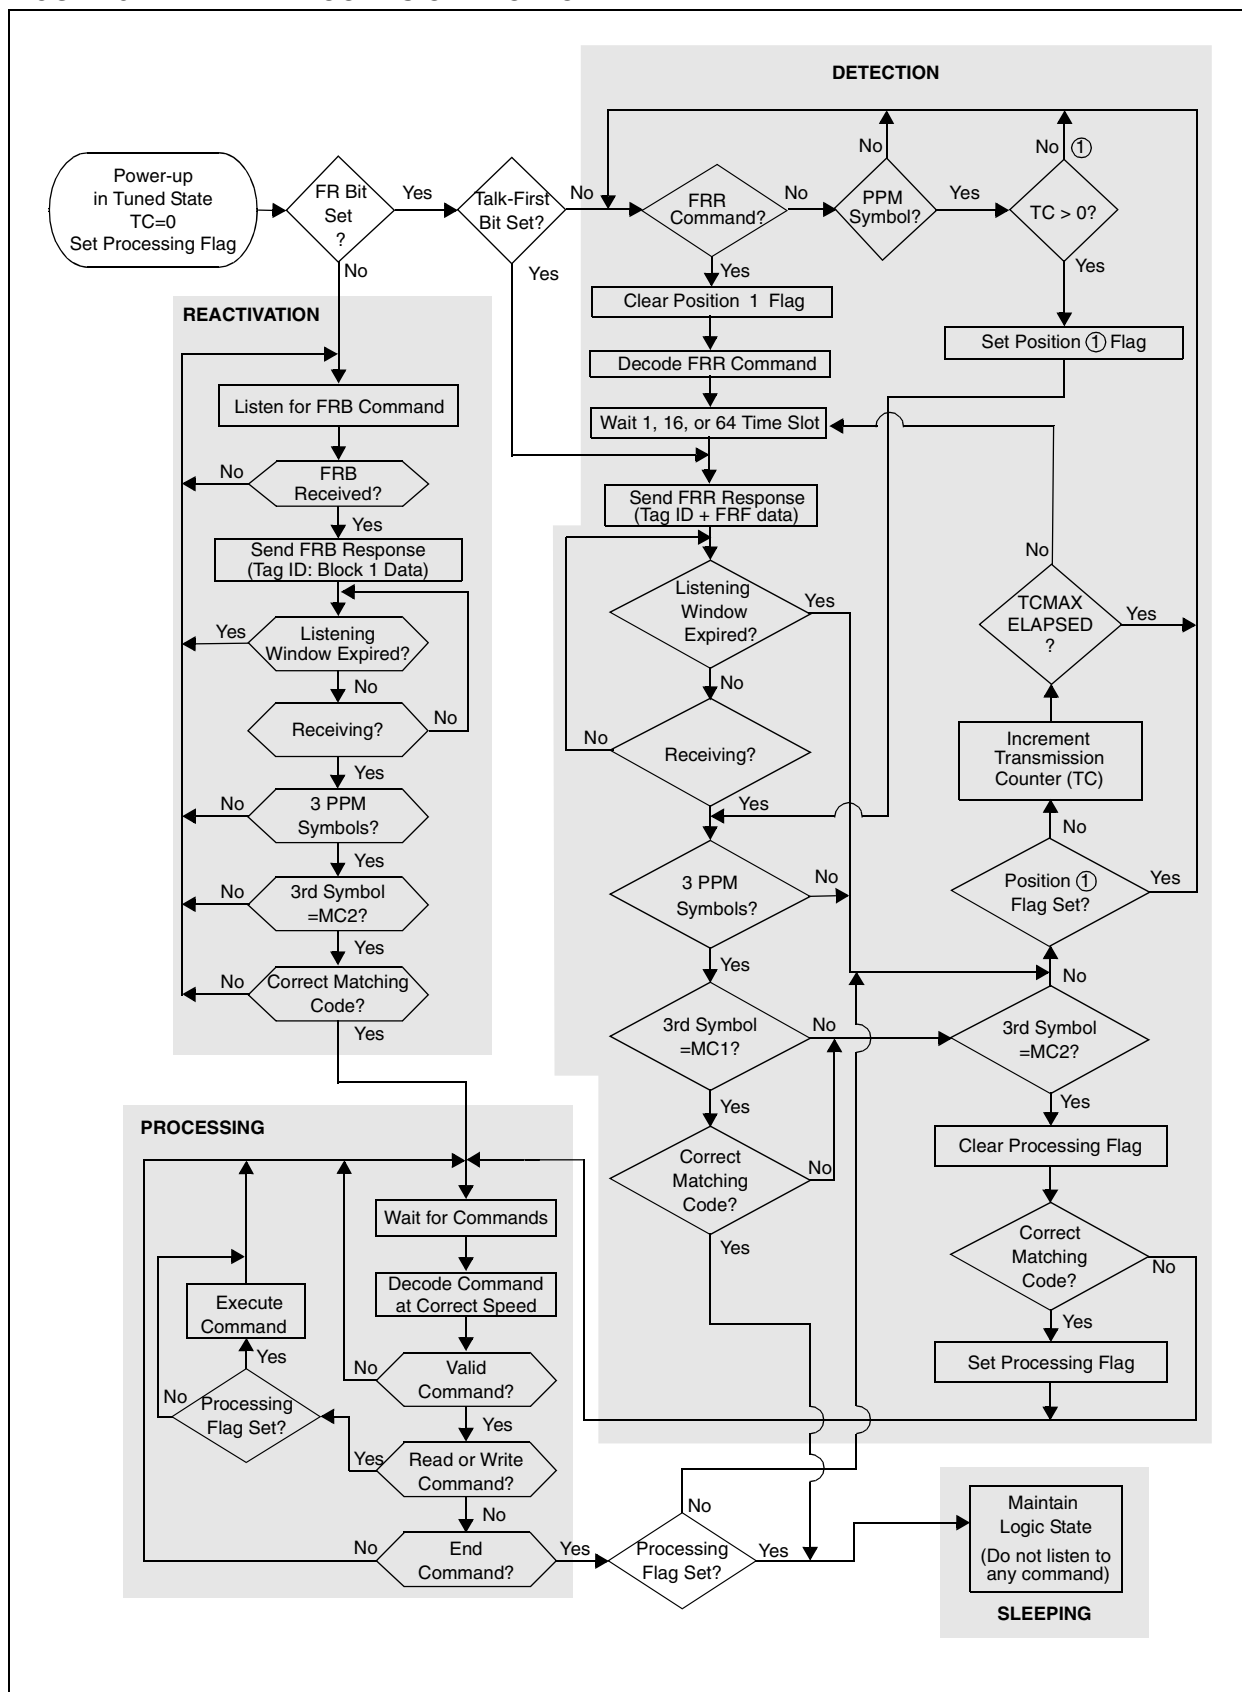 DETECTION
Power-up
in Tuned State
TC=0
Set Processing Flag
FR Bit
Set
?
Yes
No
Talk-First
Bit Set?
No
Yes
FRR
Command?
No
Yes
PPM
Symbol?
No
Yes
TC > 0?
No ①
Yes
Clear Position 1 Flag
Set Position ① Flag
Decode FRR Command
Wait 1, 16, or 64 Time Slot
Send FRR Response
(Tag ID + FRF data)
Listening
Window
Expired?
Yes
No
Receiving?
No
Yes
3 PPM
Symbols?
No
Yes
3rd Symbol
=MC1?
No
Yes
Correct
Matching
Code?
No
Yes
TCMAX
ELAPSED
?
No
Yes
Increment
Transmission
Counter (TC)
No
Position ①
Flag Set?
Yes
No
3rd Symbol
=MC2?
Yes
Clear Processing Flag
Correct
Matching
Code?
No
Yes
Set Processing Flag
REACTIVATION
Listen for FRB Command
FRB
Received?
No
Yes
Send FRB Response
(Tag ID: Block 1 Data)
Listening
Window Expired?
Yes
No
Receiving?
No
Yes
3 PPM
Symbols?
No
Yes
3rd Symbol
=MC2?
No
Yes
Correct Matching
Code?
No
Yes
PROCESSING
Wait for Commands
Decode Command
at Correct Speed
Valid
Command?
No
Yes
Read or Write
Command?
Yes
No
End
Command?
No
Yes
Execute
Command
Yes
Processing
Flag Set?
No
Processing
Flag Set?
No
Yes
Maintain
Logic State
(Do not listen to
any command)
SLEEPING